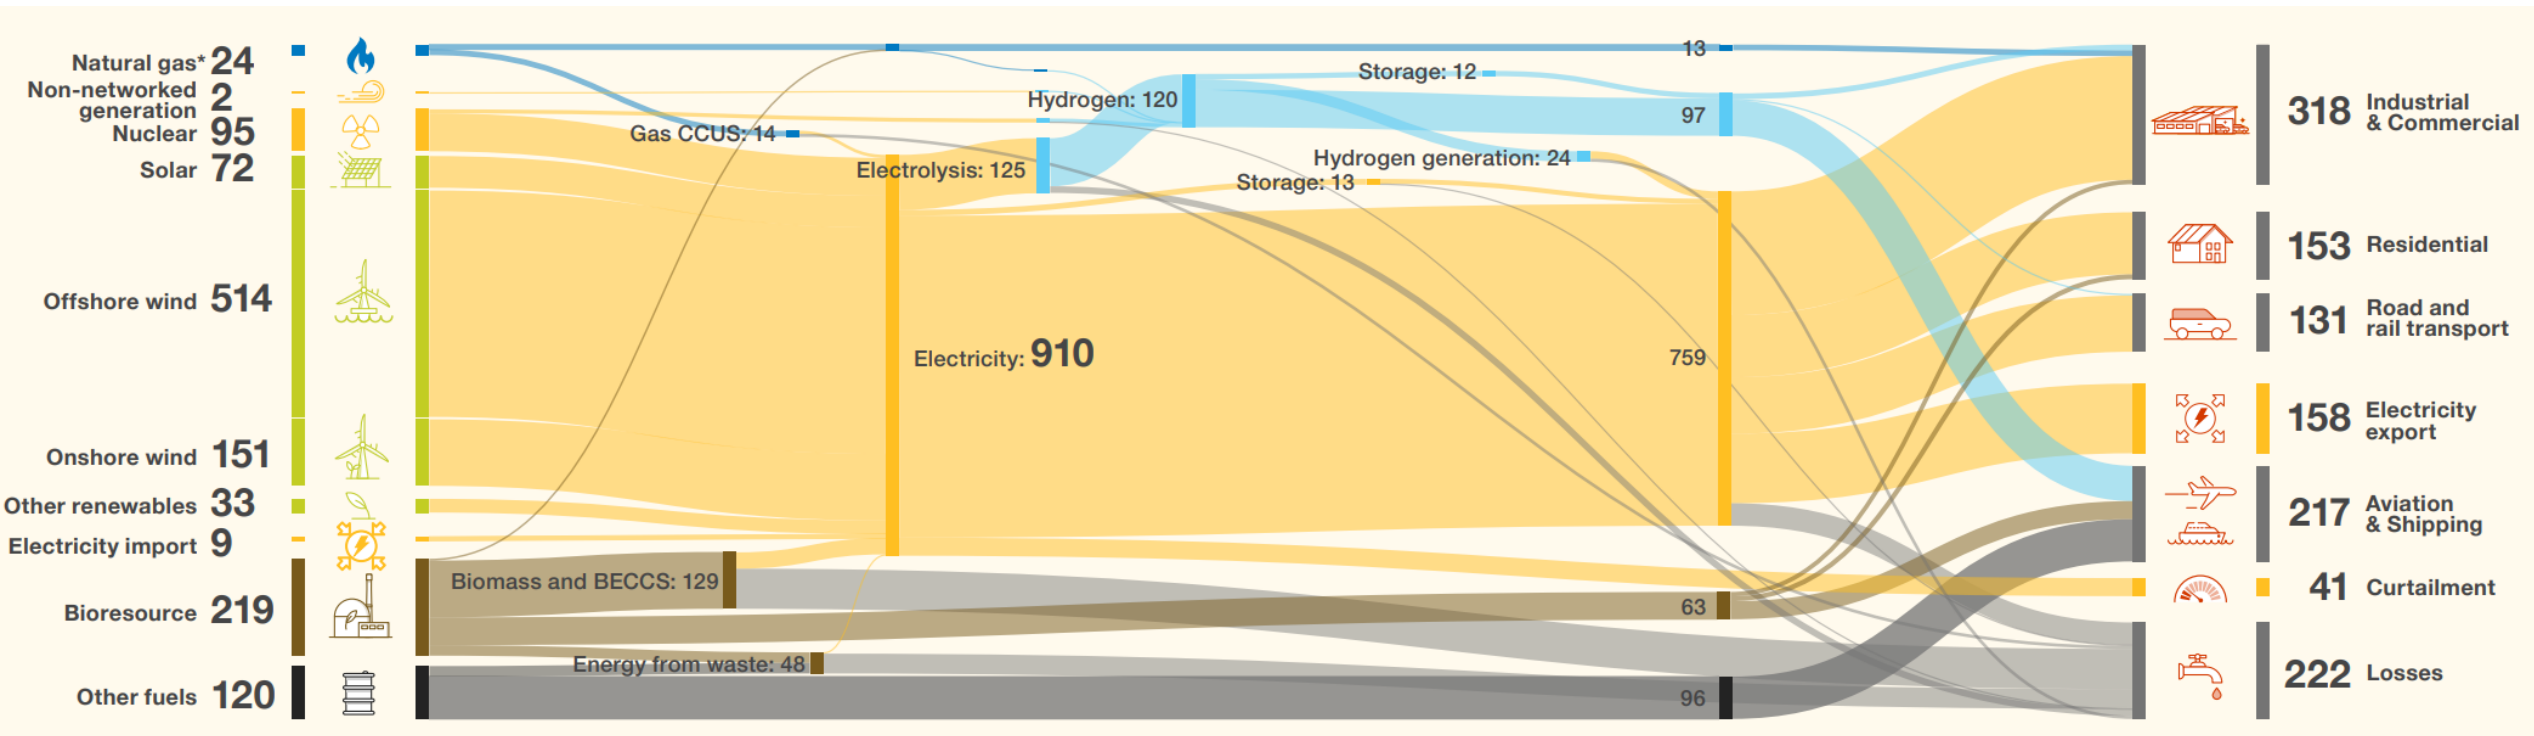 Natural gas* 24
Non-networked
generation 2
Nuclear 95
Solar 72
Offshore wind 514
Onshore wind 151
Other renewables 33
Electricity import 9
Bioresource 219
Other fuels 120
Gas CCUS: 14
Biomass and BECCS: 129
Energy from waste: 48
Electricity: 910
Electrolysis: 125
Hydrogen: 120
Storage: 12
Hydrogen generation: 24
Storage: 13
13
97
759
63
96
318 Industrial
& Commercial
153 Residential
131 Road and
rail transport
158 Electricity
export
217 Aviation
& Shipping
41 Curtailment
222 Losses